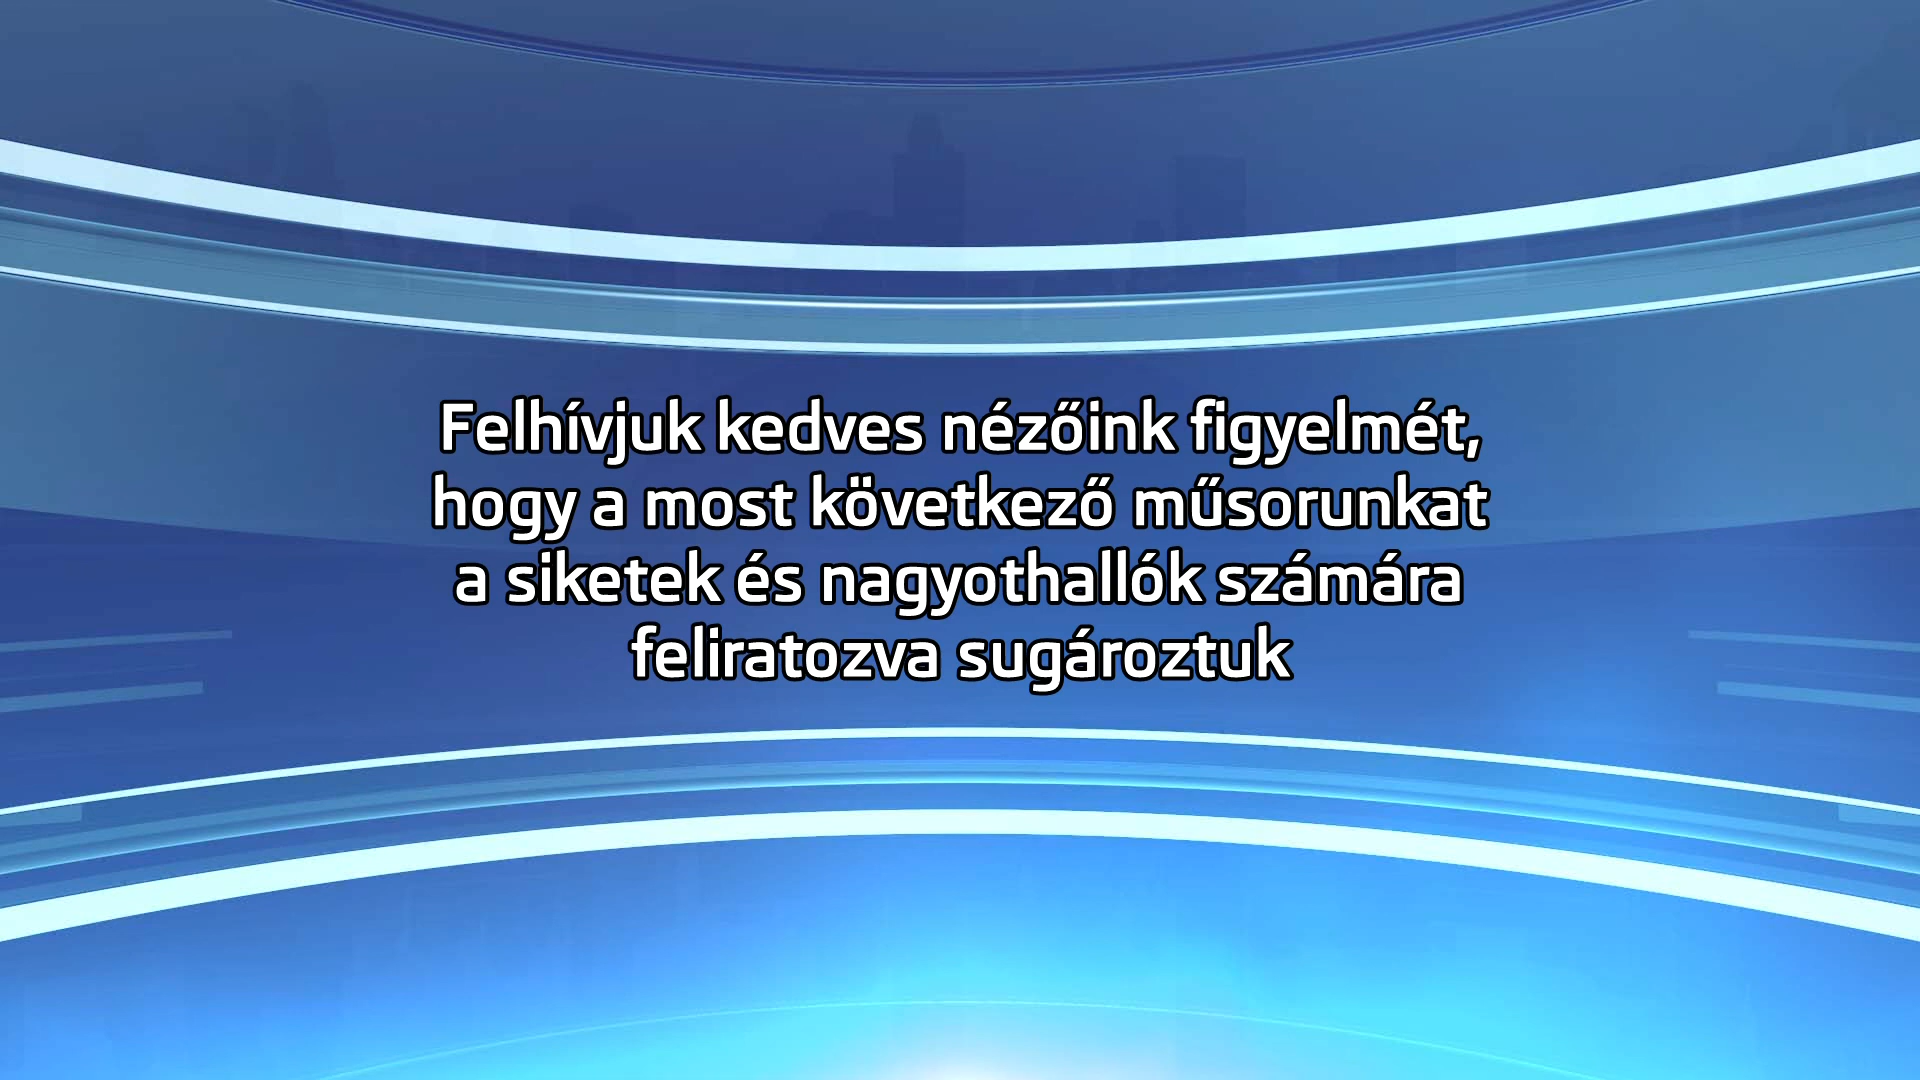 Felhívjuk kedves nézőink figyelmét,
hogy a most következő műsorunkat
a siketek és nagyothallók számára
feliratozva sugároztuk